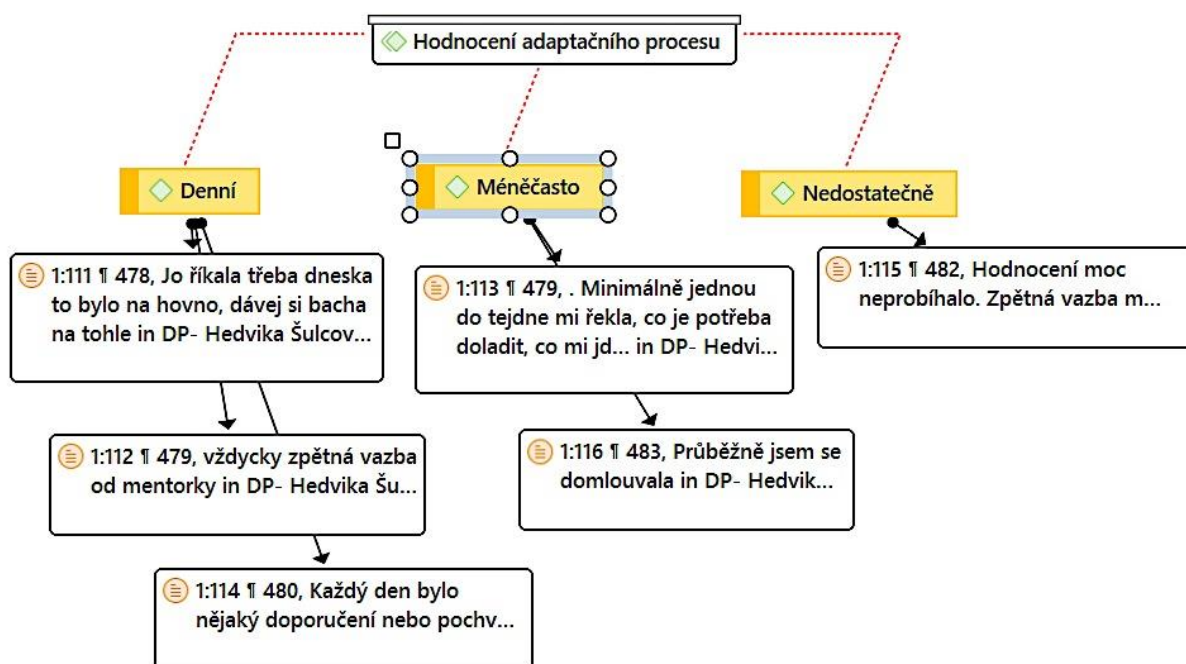 Hodnocení adaptačního procesu
Denní
Méněčasto
Nedostatečně
1:111 ¶ 478, Jo říkala třeba dneska
to bylo na hovno, dávej si bacha
na tohle in DP- Hedvika Šulcov...
1:113 ¶ 479, . Minimálně jednou
do tejdne mi řekla, co je potřeba
doladit, co mi jd... in DP- Hedvi...
1:115 ¶ 482, Hodnocení moc
neprobíhalo. Zpětná vazba m...
1:112 ¶ 479, vždycky zpětná vazba
od mentorky in DP- Hedvika Šu...
1:116 ¶ 483, Průběžně jsem se
domlouvala in DP- Hedvik...
1:114 ¶ 480, Každý den bylo
nějaký doporučení nebo pochv...